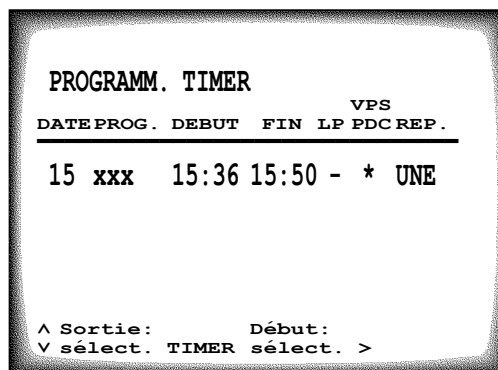 PROGRAMM. TIMER
VPS
DATE PROG. DEBUT FIN LP PDC REP.
15 xxx 15:36 15:50 - * UNE
^ Sortie: Début:
v sélect. TIMER sélect. >